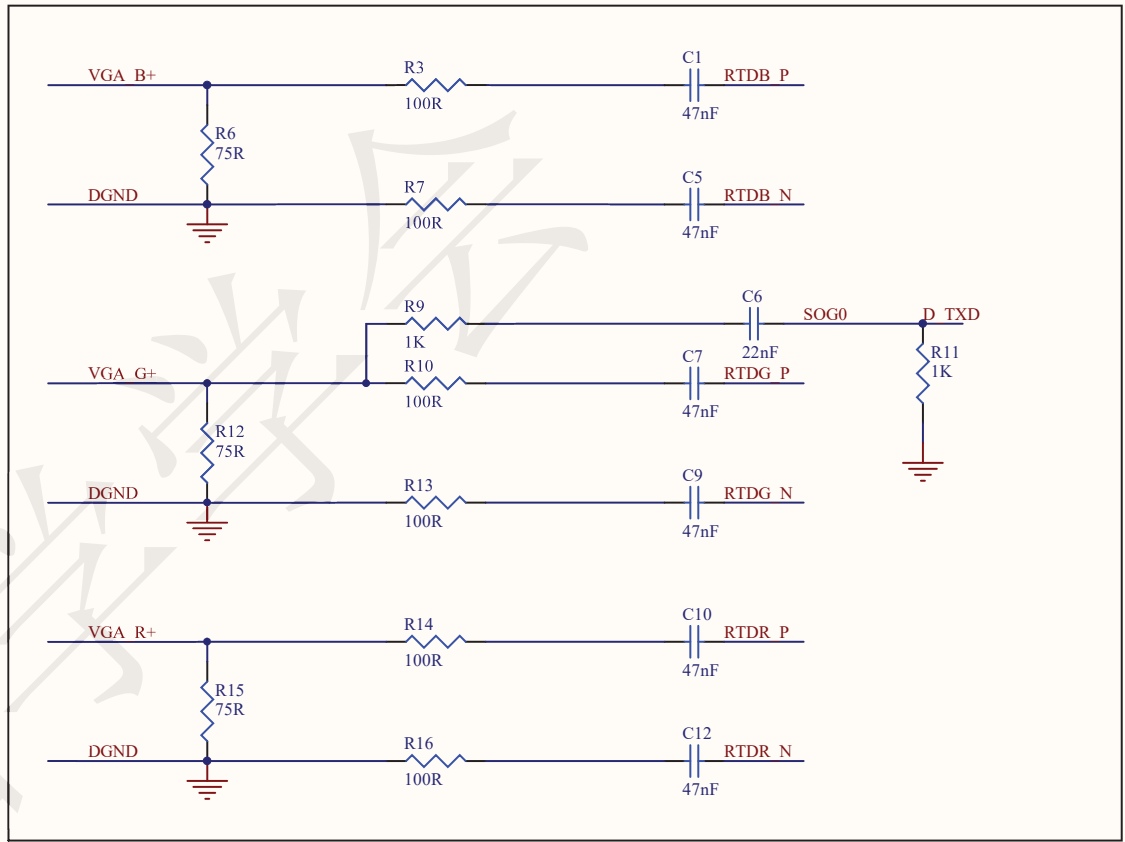 VGA_B+
R3
100R
C1
47nF
RTDB_P
R6
75R
DGND
R7
100R
C5
47nF
RTDB_N
R9
1K
C6
22nF
SOG0
D_TXD
R11
1K
VGA_G+
R10
100R
C7
47nF
RTDG_P
R12
75R
DGND
R13
100R
C9
47nF
RTDG_N
VGA_R+
R14
100R
C10
47nF
RTDR_P
R15
75R
DGND
R16
100R
C12
47nF
RTDR_N
学会